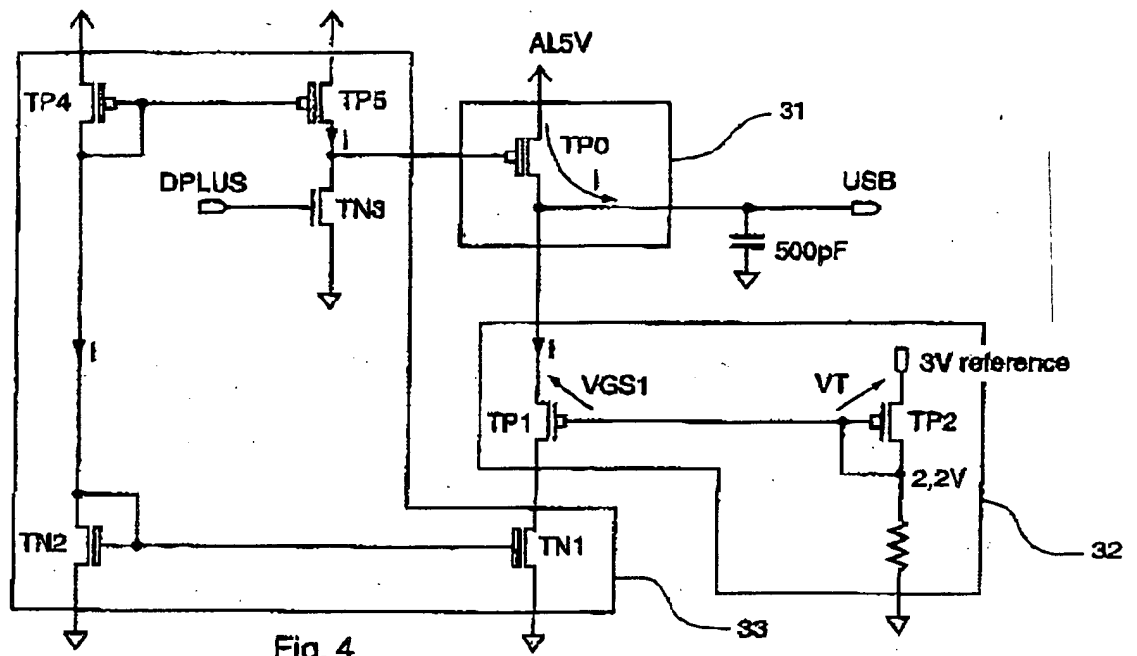 AL5V
TP4
TP5
TP0
31
I
I
DPLUS
TN3
USB
500pF
I
I
VGS1
VT
3V reference
TP1
TP2
2,2V
TN2
TN1
32
33
Fig 4